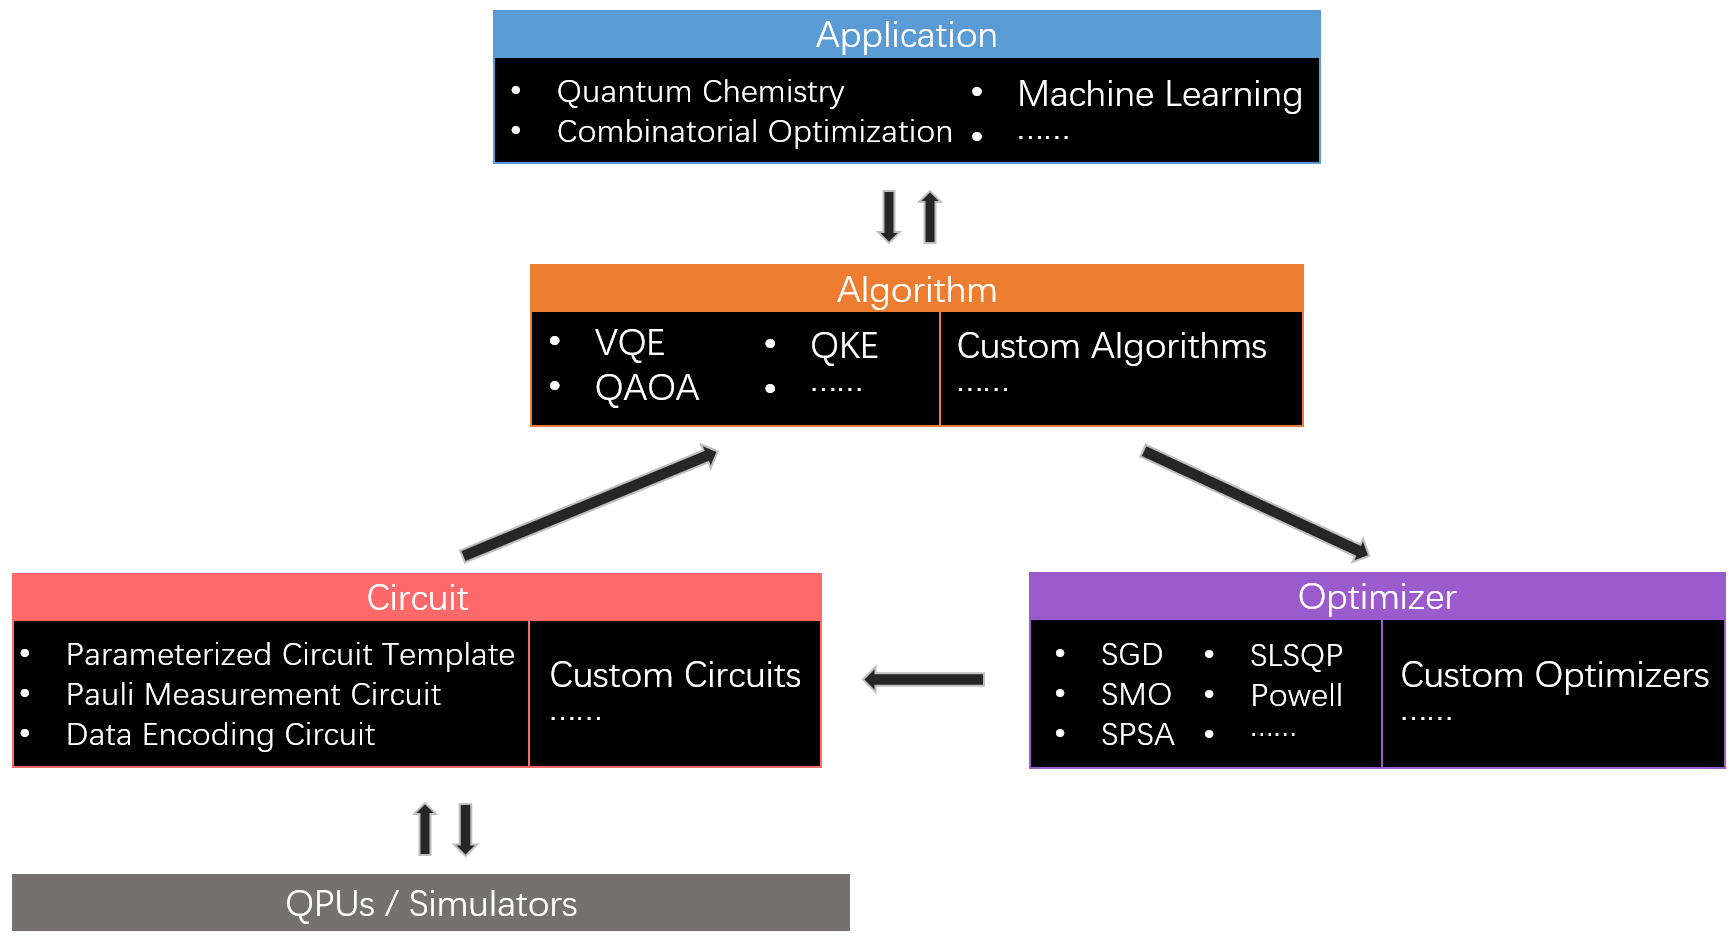 Application
• Quantum Chemistry
• Combinatorial Optimization
• Machine Learning
• ......
Algorithm
• VQE
• QAOA
• QKE
• ......
Custom Algorithms
......
Circuit
• Parameterized Circuit Template
• Pauli Measurement Circuit
• Data Encoding Circuit
Custom Circuits
......
Optimizer
• SGD
• SMO
• SPSA
• SLSQP
• Powell
• ......
Custom Optimizers
......
QPUs / Simulators